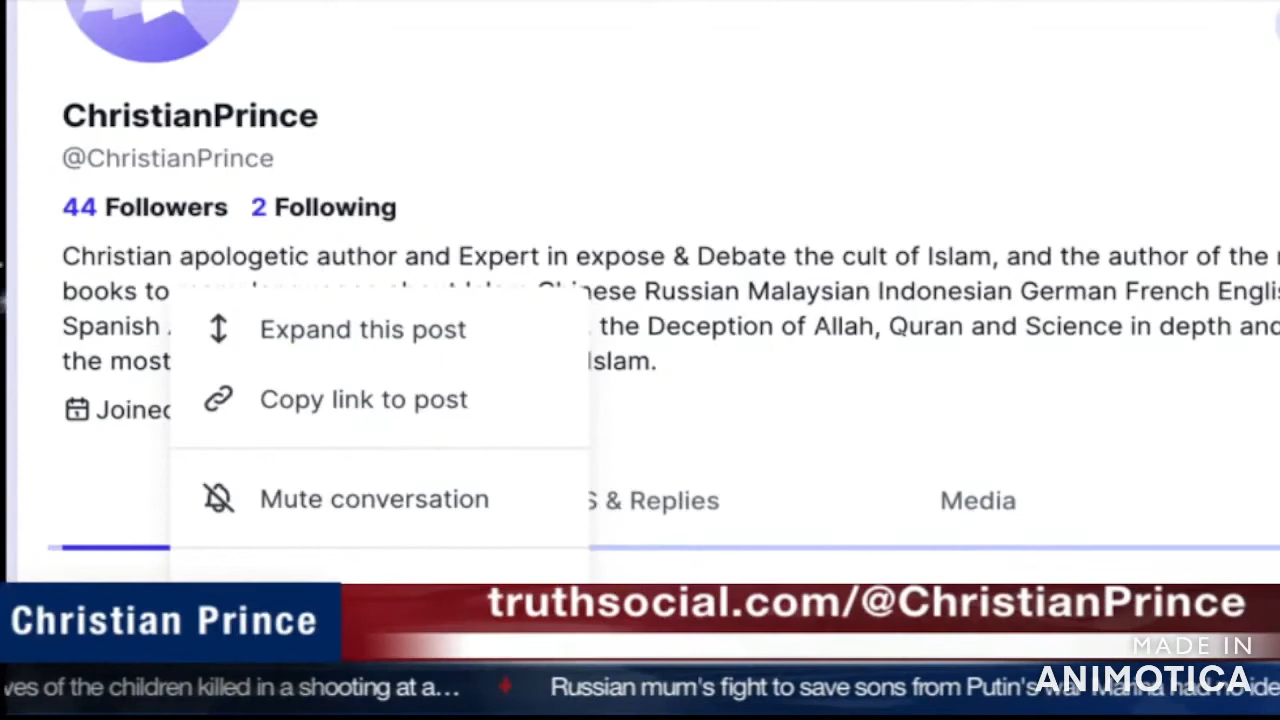 ChristianPrince
@ChristianPrince
44 Followers 2 Following
Christian apologetic author and Expert in expose & Debate the cult of Islam, and the author of the
books to Chinese Russian Malaysian Indonesian German French Englis
Spanish the Deception of Allah, Quran and Science in depth and
the most Islam.
Joined
Expand this post
Copy link to post
Mute conversation
S & Replies
Media
Christian Prince
truthsocial.com/@ChristianPrince
MADE IN
ANIMOTICA
ves of the children killed in a shooting at a... Russian mum's fight to save sons from Putin's